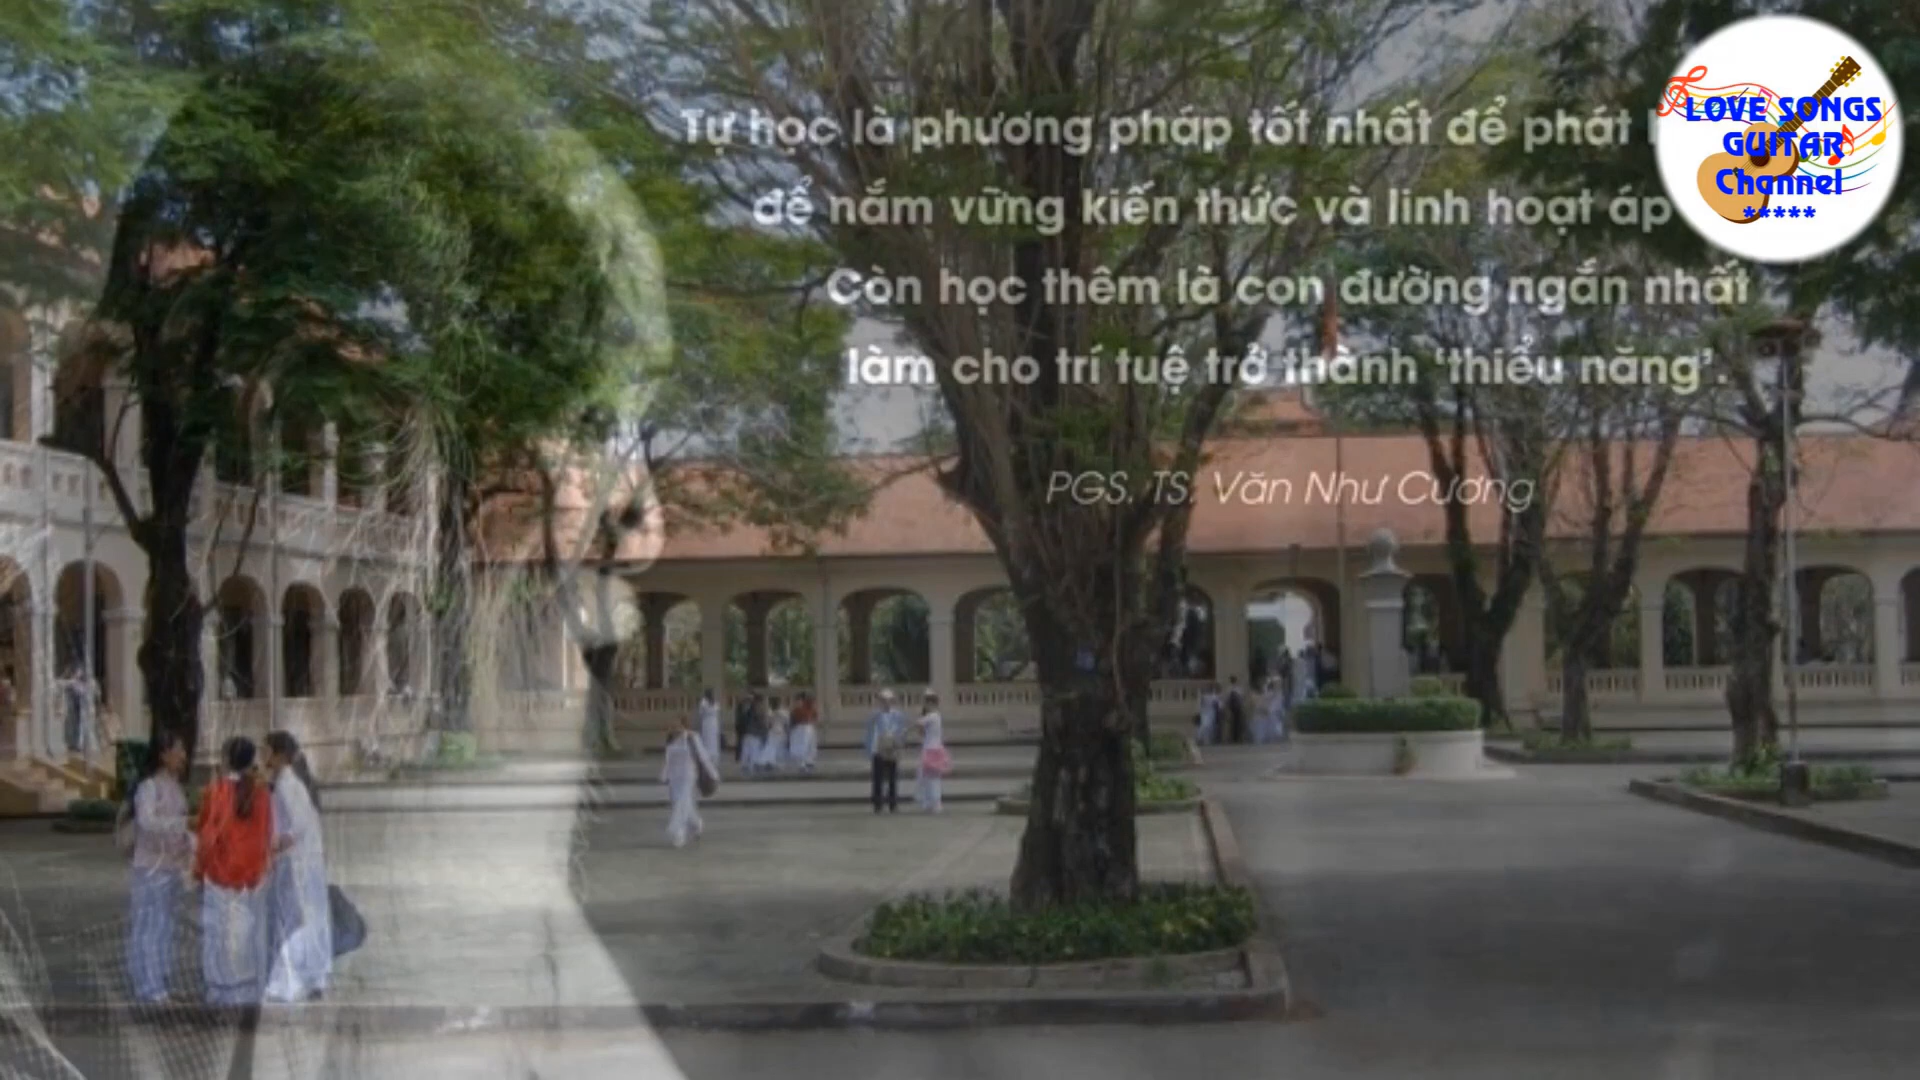 Tự học là phương pháp tốt nhất để phát
để nắm vững kiến thức và linh hoạt áp
Còn học thêm là con đường ngắn nhất
làm cho trí tuệ trở thành ‘thiểu năng’.
PGS. TS. Văn Như Cương
LOVE SONGS
GUITAR
Channel
*****